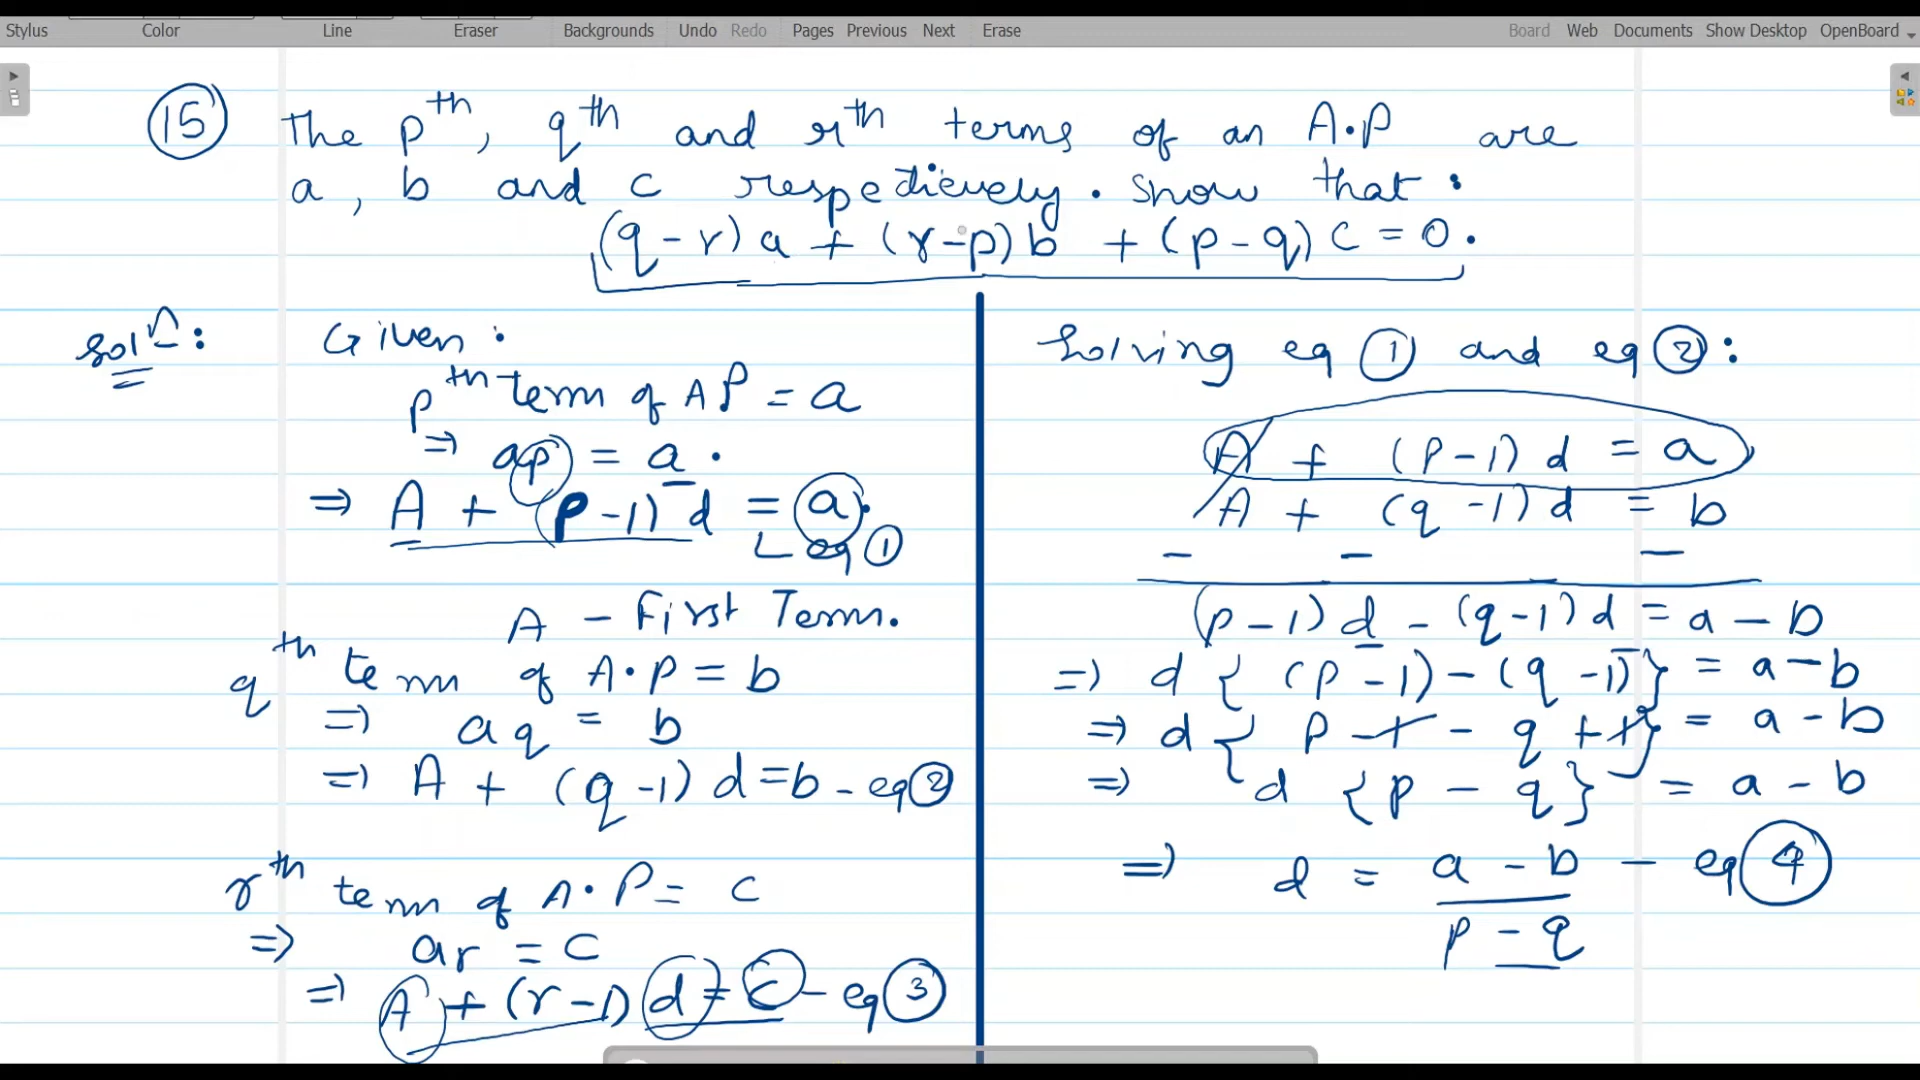 Stylus Color Line Eraser Backgrounds Undo Redo Pages Previous Next Erase Board Web Documents Show Desktop OpenBoard
(15) The pth, qth and rth terms of an A.P are
a, b and c respectievely. Show that:
(q-r) a + (r-p) b + (p-q) c = 0.
Soln: Given:
pth term of AP = a
=> ap = a.
=> A + (p-1) d = a.
eq (1)
A - First Term.
qth term of A.P = b
=> aq = b
=> A + (q-1) d = b - eq (2)
rth term of A.P = c
=> ar = c
=> A + (r-1) d = c - eq (3)
Solving eq (1) and eq (2):
A + (p-1) d = a
A + (q-1) d = b
- - -
(p-1) d - (q-1) d = a - b
=> d { (p-1) - (q-1) } = a - b
=> d { p - 1 - q + 1 } = a - b
=> d { p - q } = a - b
=> d = a - b - eq (4)
p - q